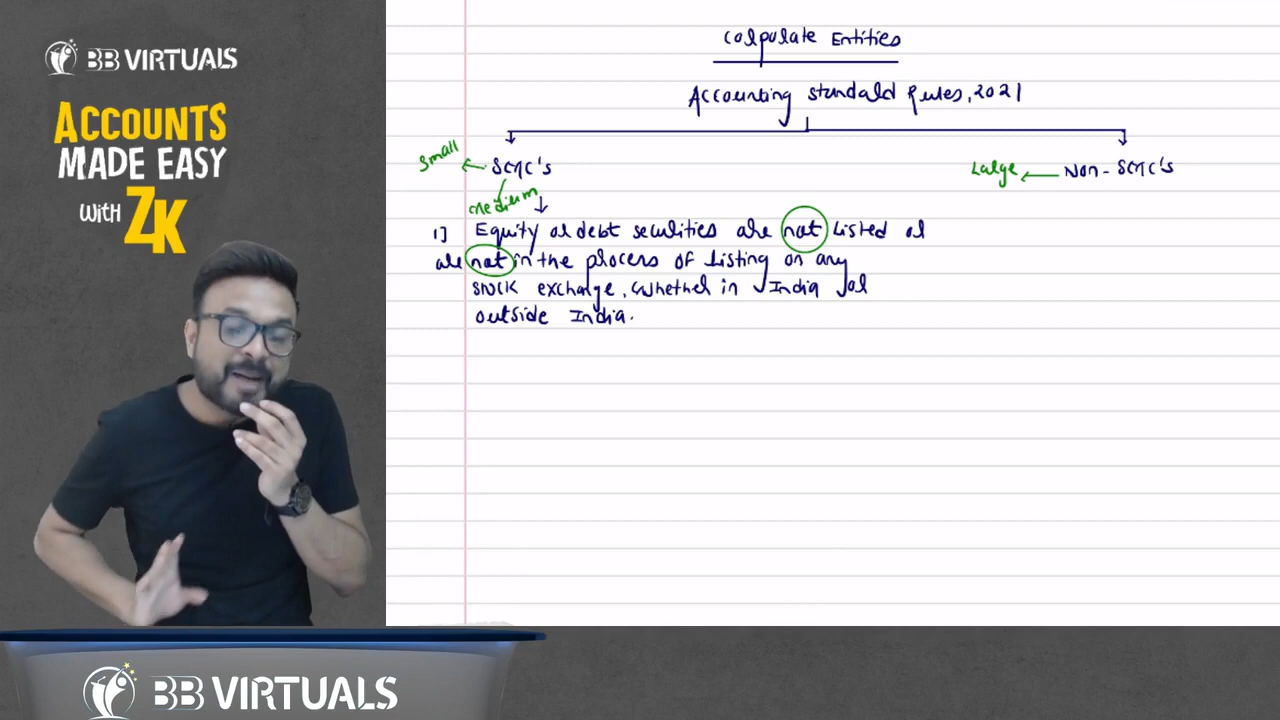 BB VIRTUALS
ACCOUNTS
MADE EASY
WITH ZK
Corporate Entities
Accounting Standard Rules, 2021
Small
SMC's
Large
Non-SMC's
medium
1] Equity or debt securities are not Listed or
are not in the process of listing on any
stock exchange, whether in India or
outside India.
BB VIRTUALS